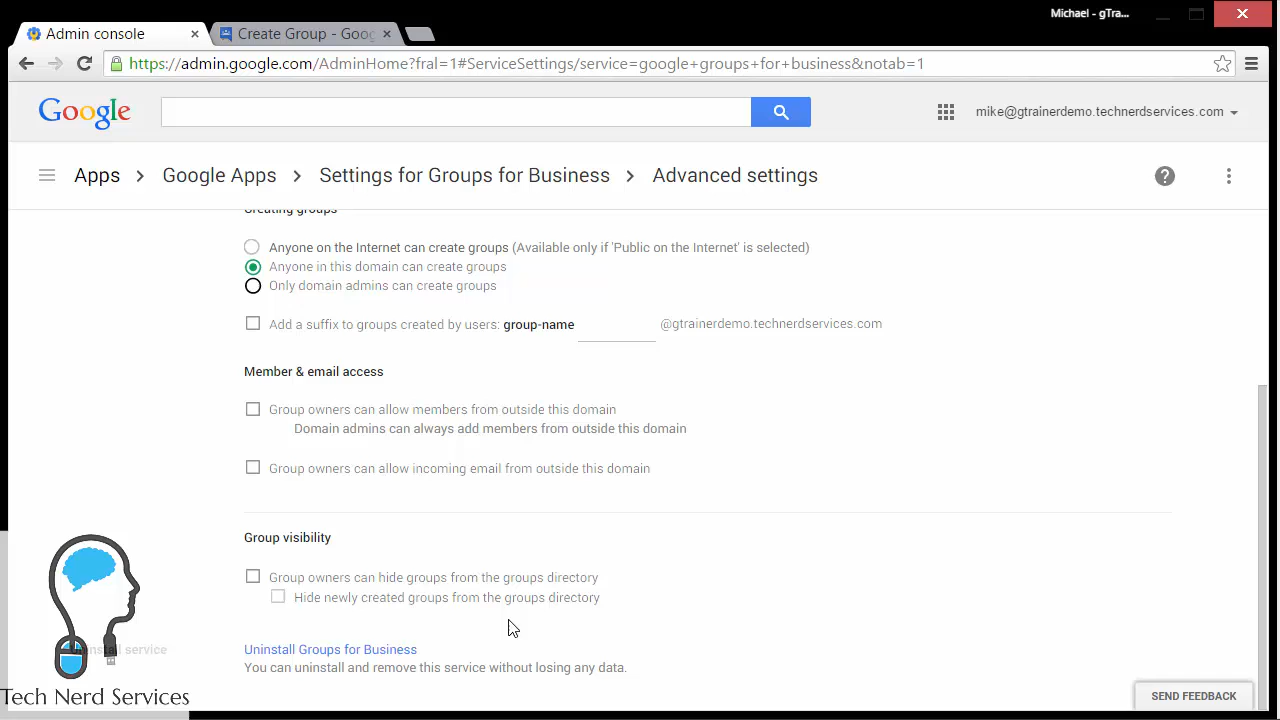 Michael - gTra...
Admin console
Create Group - Goog
https://admin.google.com/AdminHome?fral=1#ServiceSettings/service=google+groups+for+business&notab=1
Google
mike@gtrainerdemo.technerdservices.com
Apps > Google Apps > Settings for Groups for Business > Advanced settings
Creating groups
Anyone on the Internet can create groups (Available only if 'Public on the Internet' is selected)
Anyone in this domain can create groups
Only domain admins can create groups
Add a suffix to groups created by users: group-name @gtrainerdemo.technerdservices.com
Member & email access
Group owners can allow members from outside this domain
Domain admins can always add members from outside this domain
Group owners can allow incoming email from outside this domain
Group visibility
Group owners can hide groups from the groups directory
Hide newly created groups from the groups directory
Uninstall service
Uninstall Groups for Business
You can uninstall and remove this service without losing any data.
Tech Nerd Services
SEND FEEDBACK